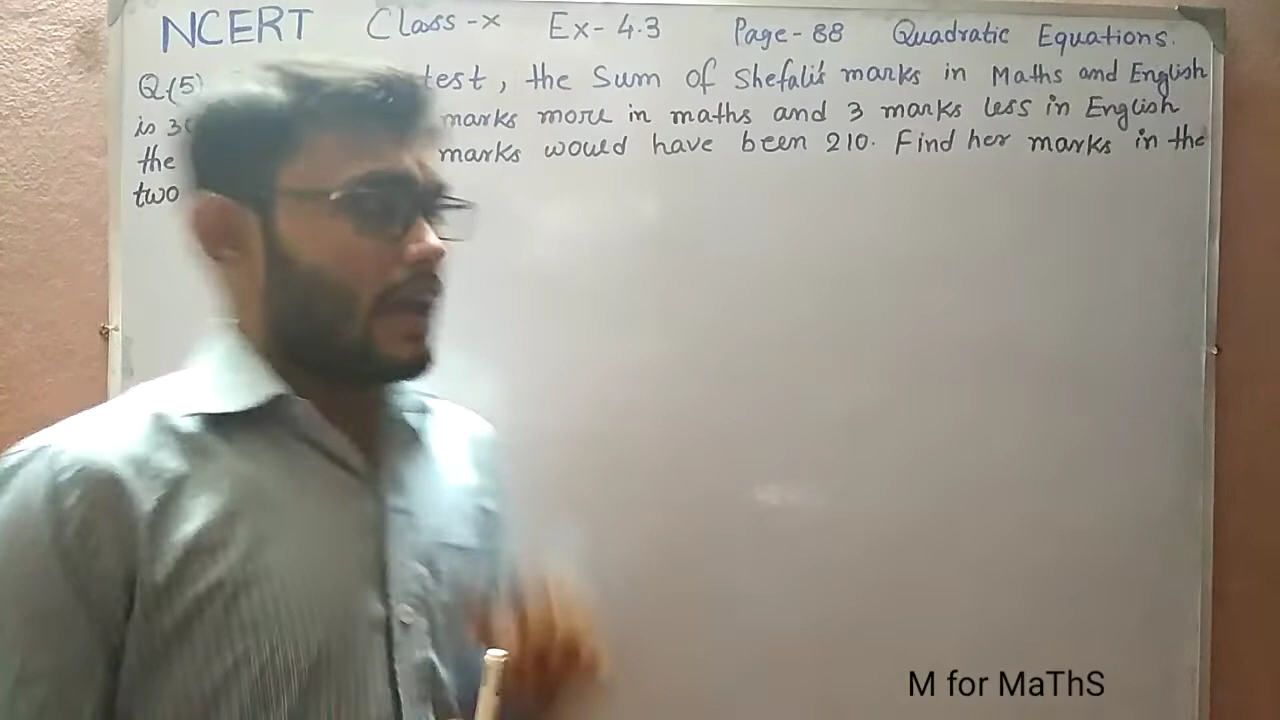 NCERT Class-X Ex-4.3 Page-88 Quadratic Equations.
Q(5) test, the Sum of Shefali's marks in Maths and English
is 30 marks more in maths and 3 marks less in English
the marks would have been 210. Find her marks in the
two
M for MaThS